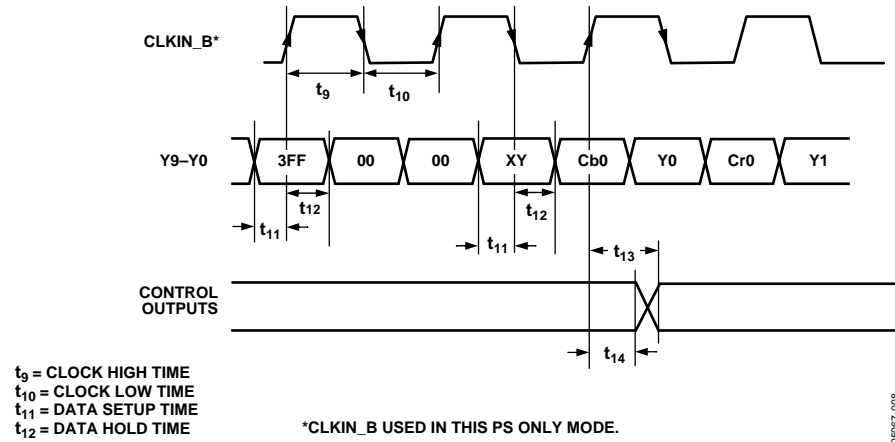 CLKIN_B*
t9
t10
Y9–Y0
3FF
00
00
XY
Cb0
Y0
Cr0
Y1
t12
t12
t11
t11
t13
CONTROL
OUTPUTS
t14
t9 = CLOCK HIGH TIME
t10 = CLOCK LOW TIME
t11 = DATA SETUP TIME
t12 = DATA HOLD TIME
*CLKIN_B USED IN THIS PS ONLY MODE.